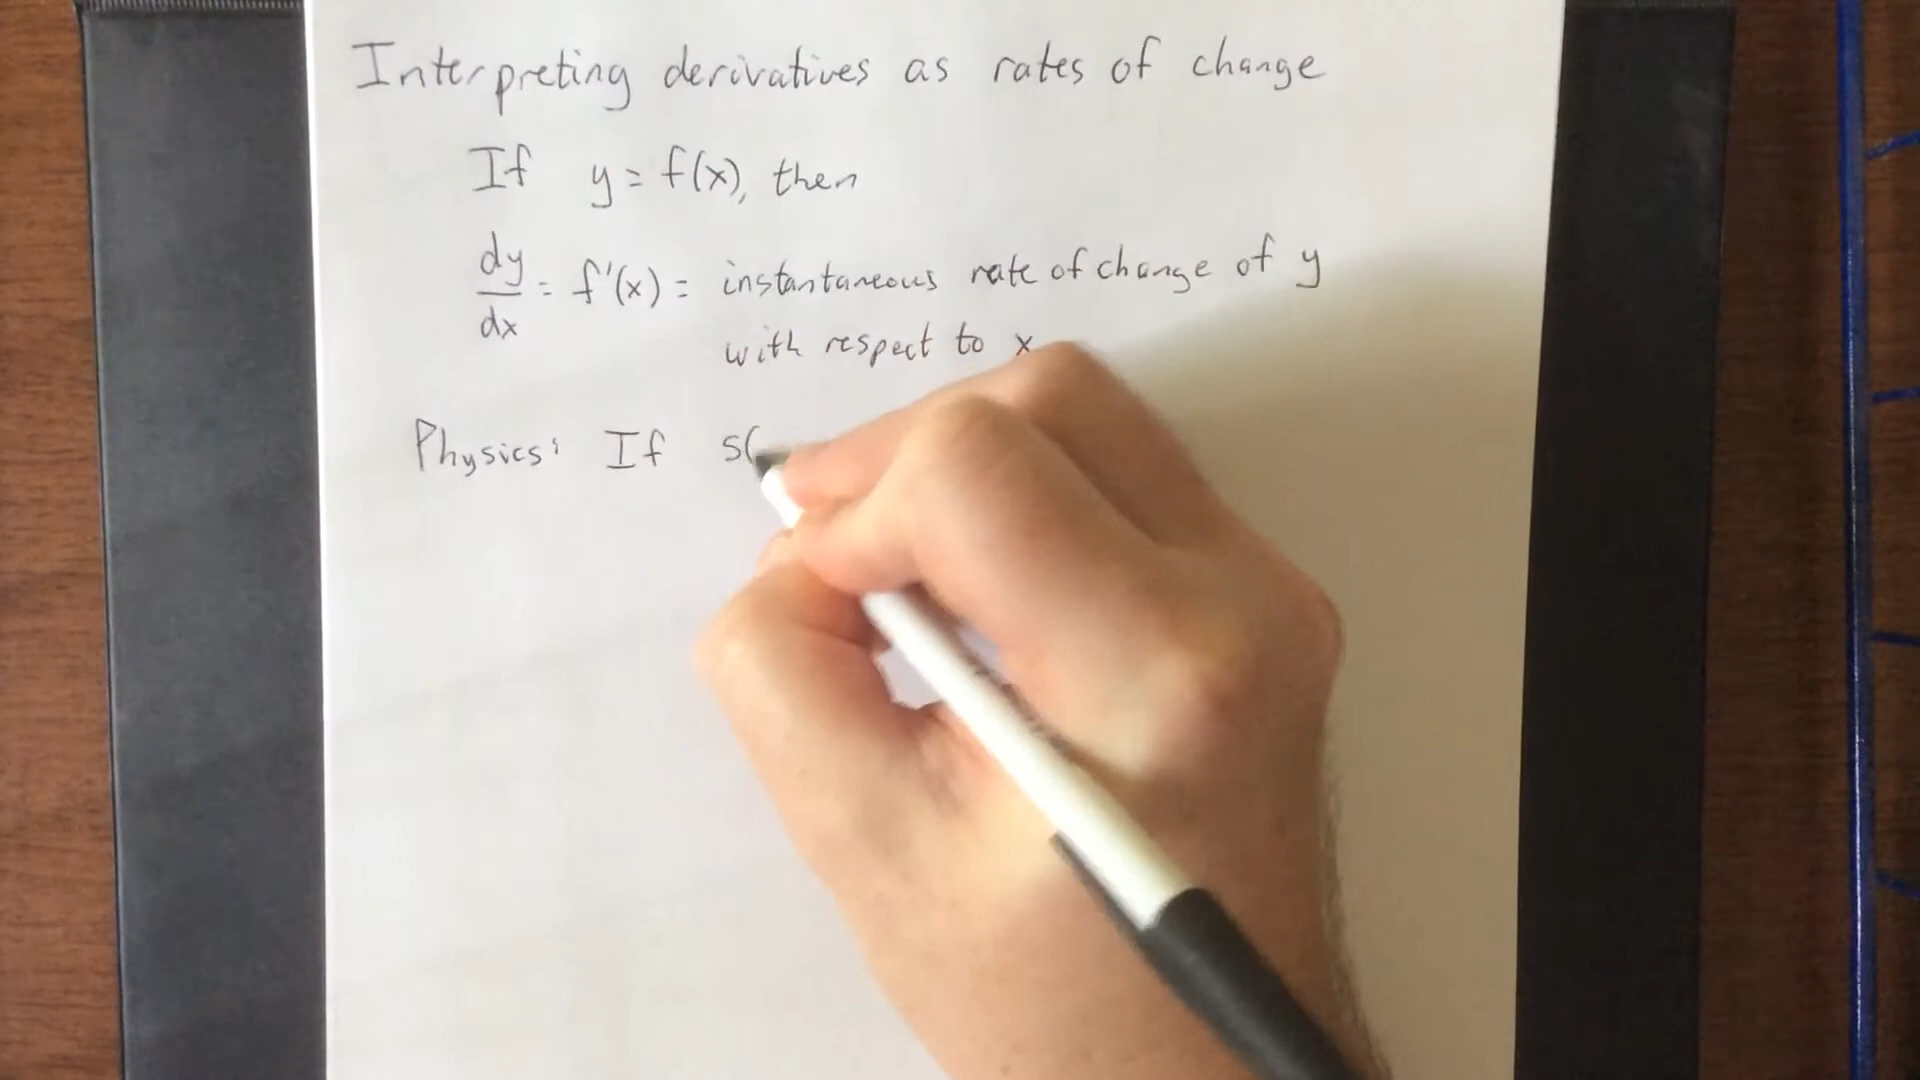 Interpreting derivatives as rates of change
If y = f(x), then
dy/dx = f'(x) = instantaneous rate of change of y
with respect to x
Physics: If s(